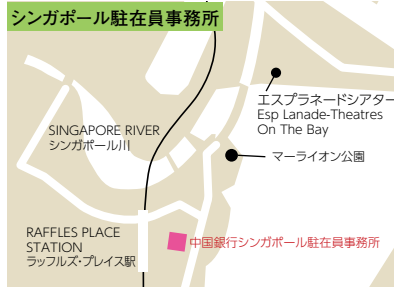 シンガポール駐在員事務所
エスプラネードシアター
Esp Lanade-Theatres
On The Bay
SINGAPORE RIVER
シンガポール川
マーライオン公園
RAFFLES PLACE
STATION
ラッフルズ・プレイス駅
中国銀行シンガポール駐在員事務所